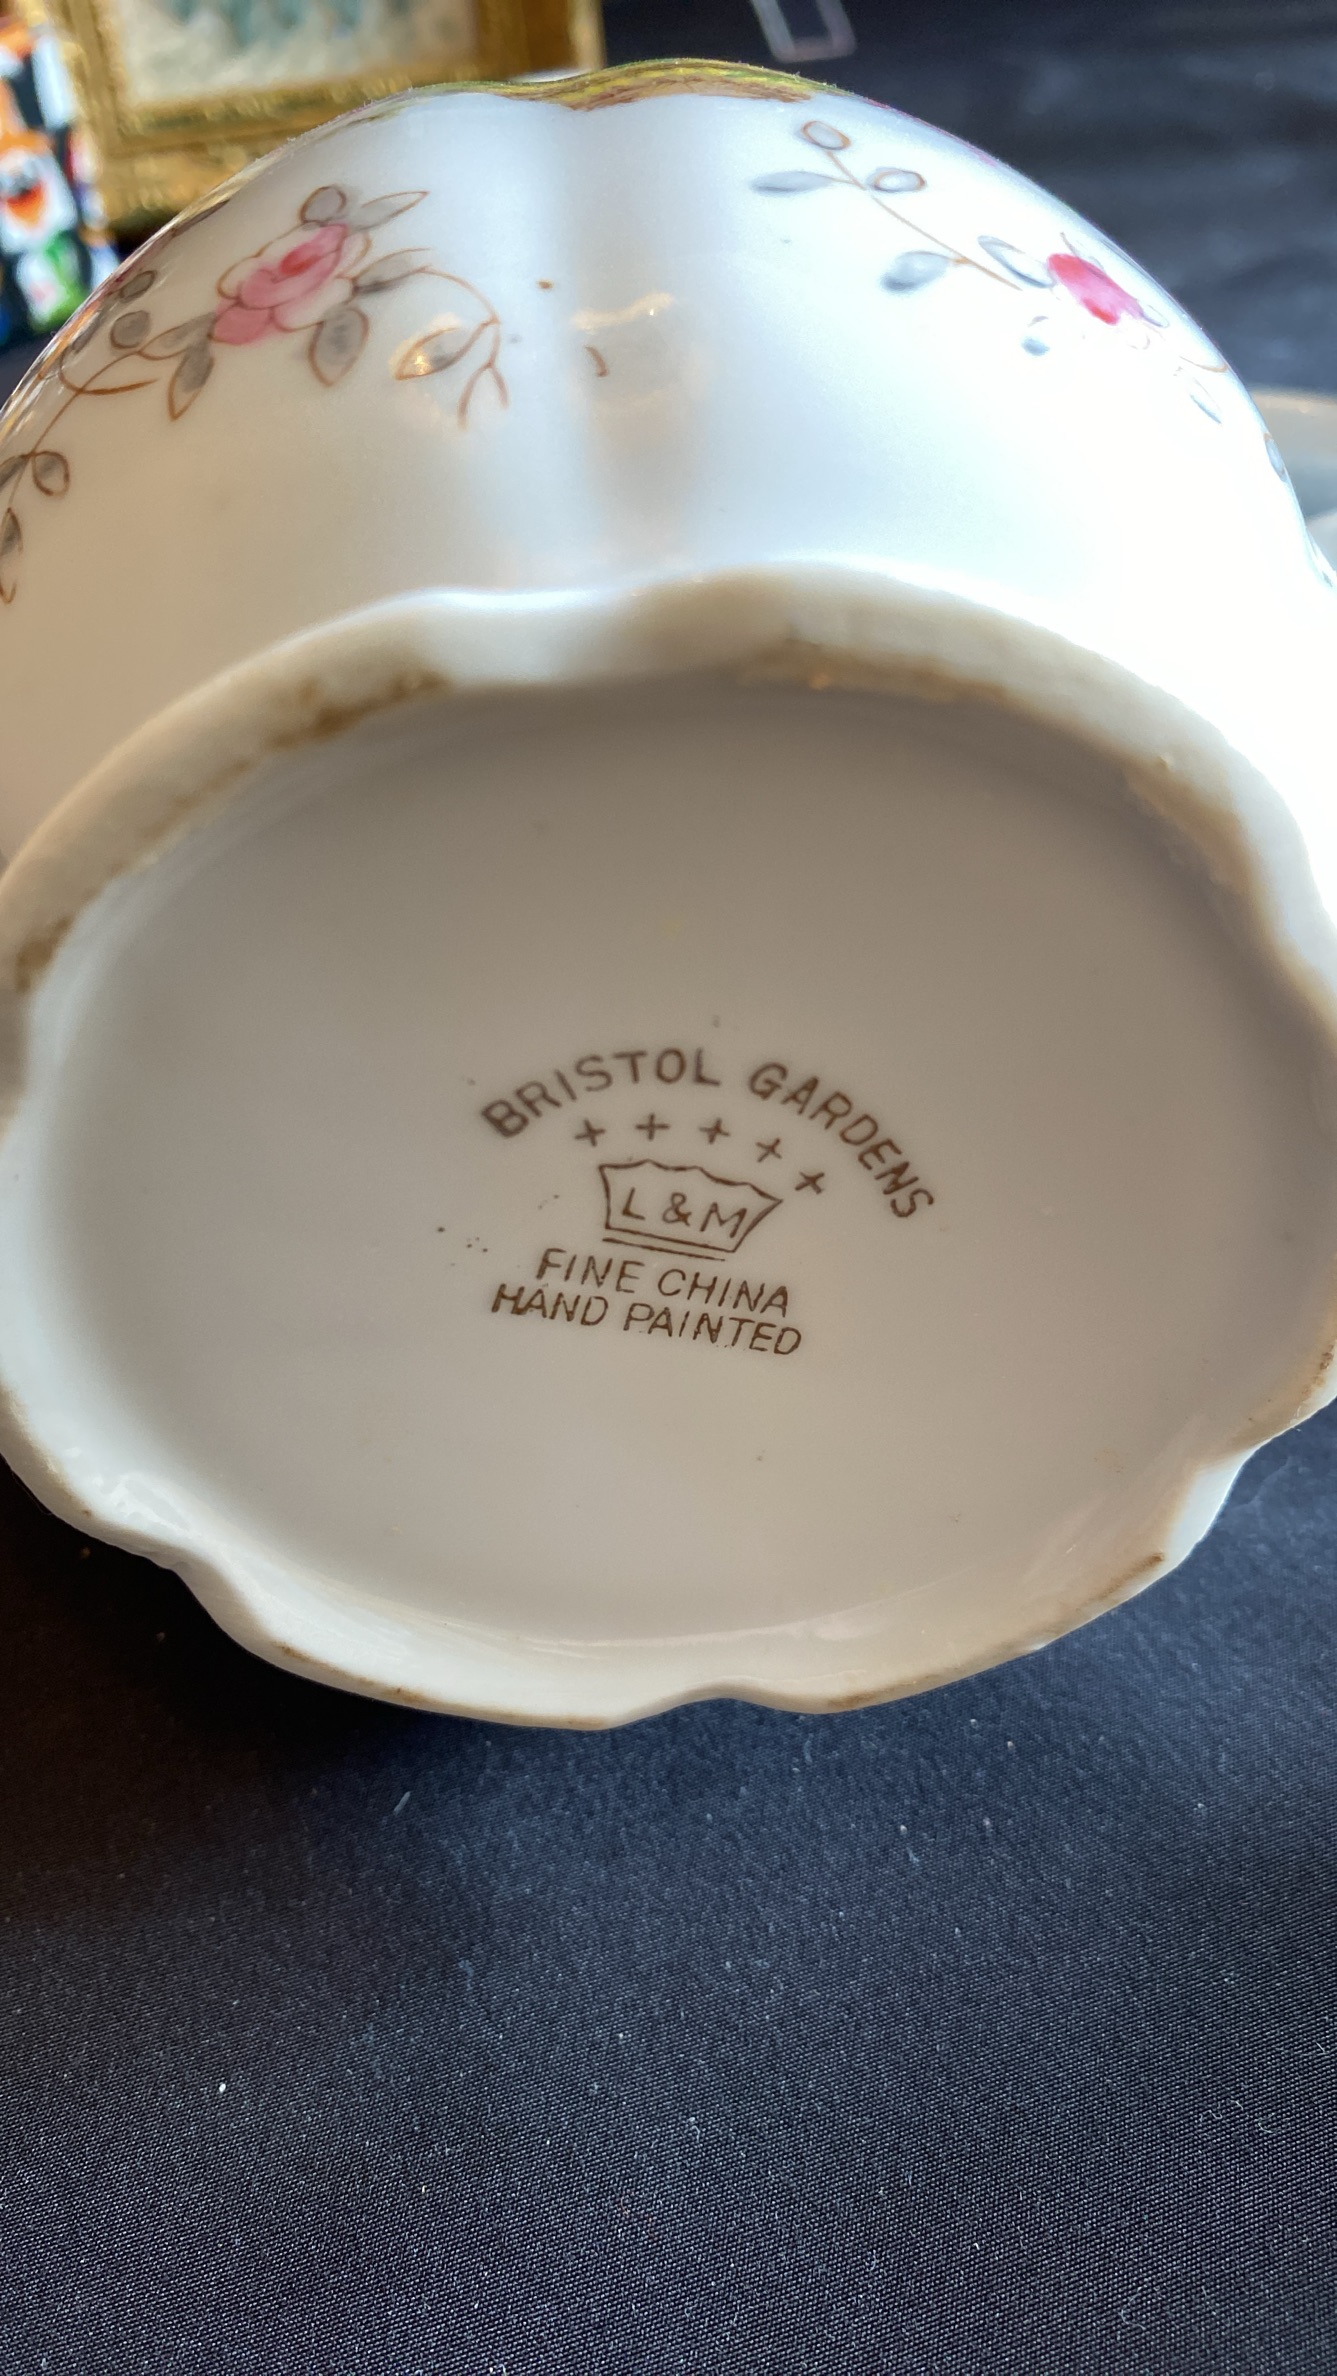 BRISTOL GARDENS
+ + + + +
L & M
FINE CHINA
HAND PAINTED